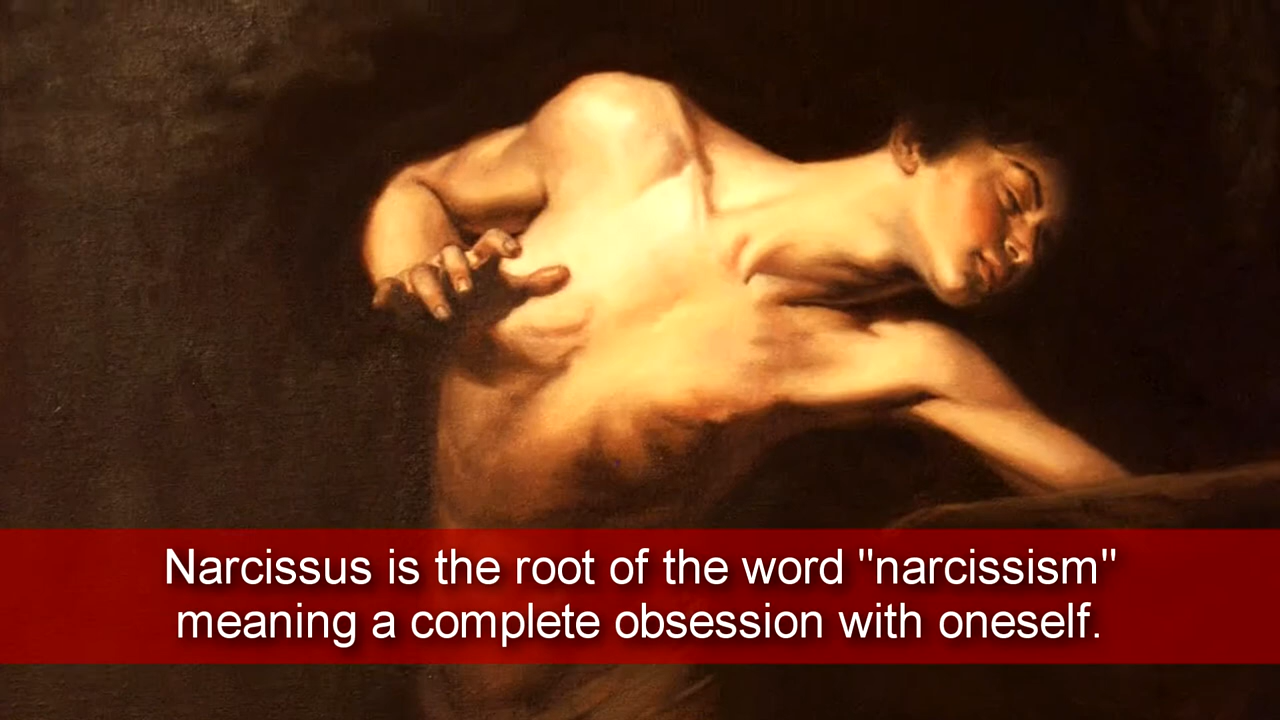 Narcissus is the root of the word "narcissism"
meaning a complete obsession with oneself.